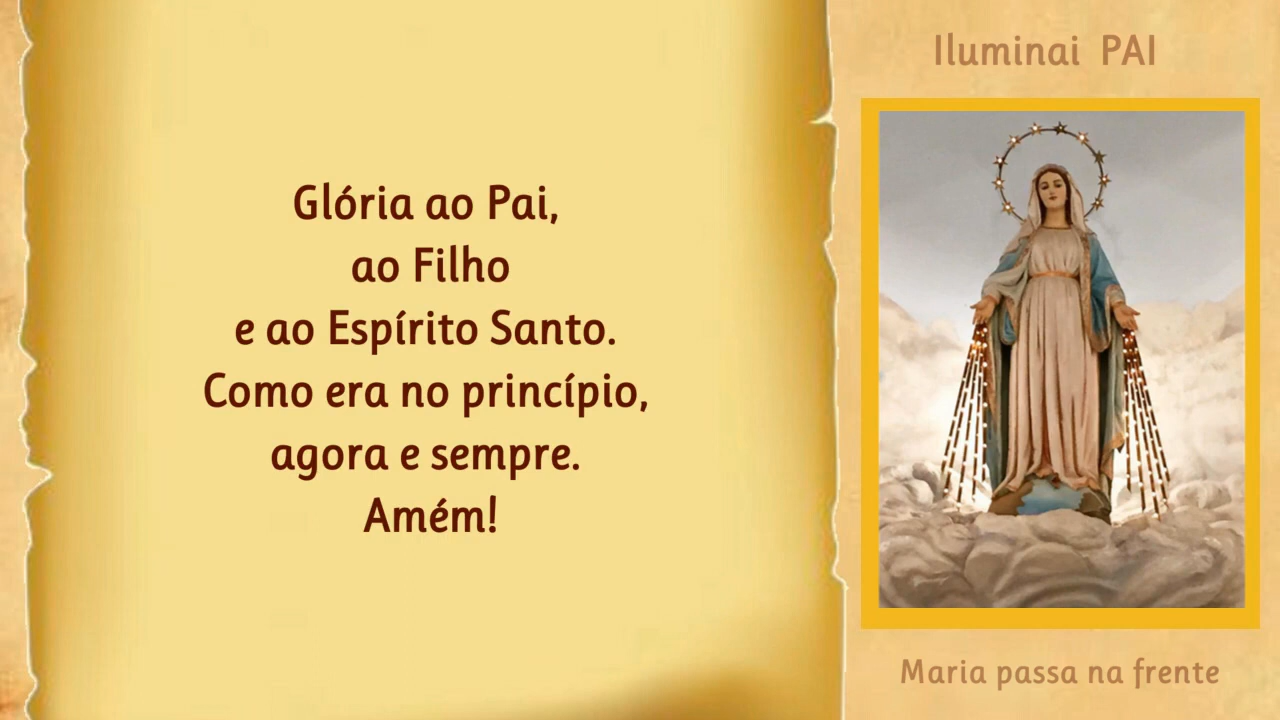 Glória ao Pai,
ao Filho
e ao Espírito Santo.
Como era no princípio,
agora e sempre.
Amém!
Iluminai PAI
Maria passa na frente